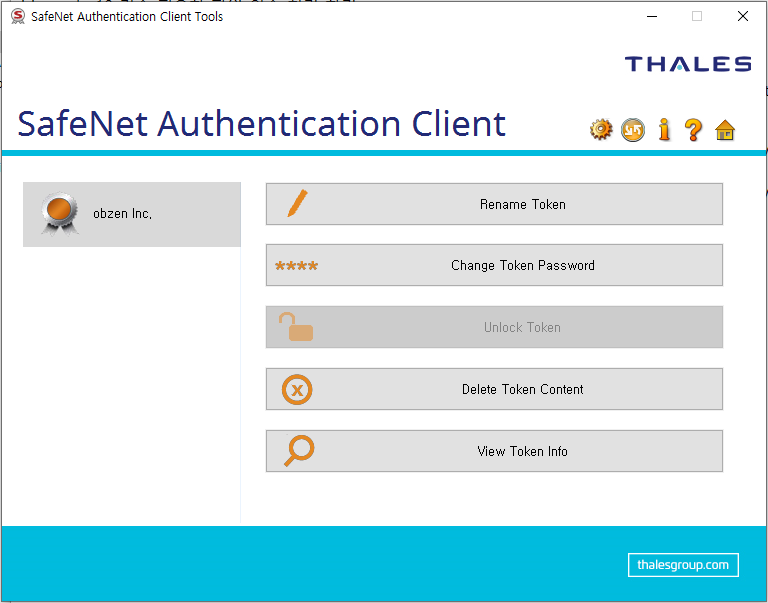 SafeNet Authentication Client Tools
THALES
SafeNet Authentication Client
obzen Inc,
Rename Token
****
Change Token Password
Unlock Token
Delete Token Content
View Token Info
thalesgroup.com